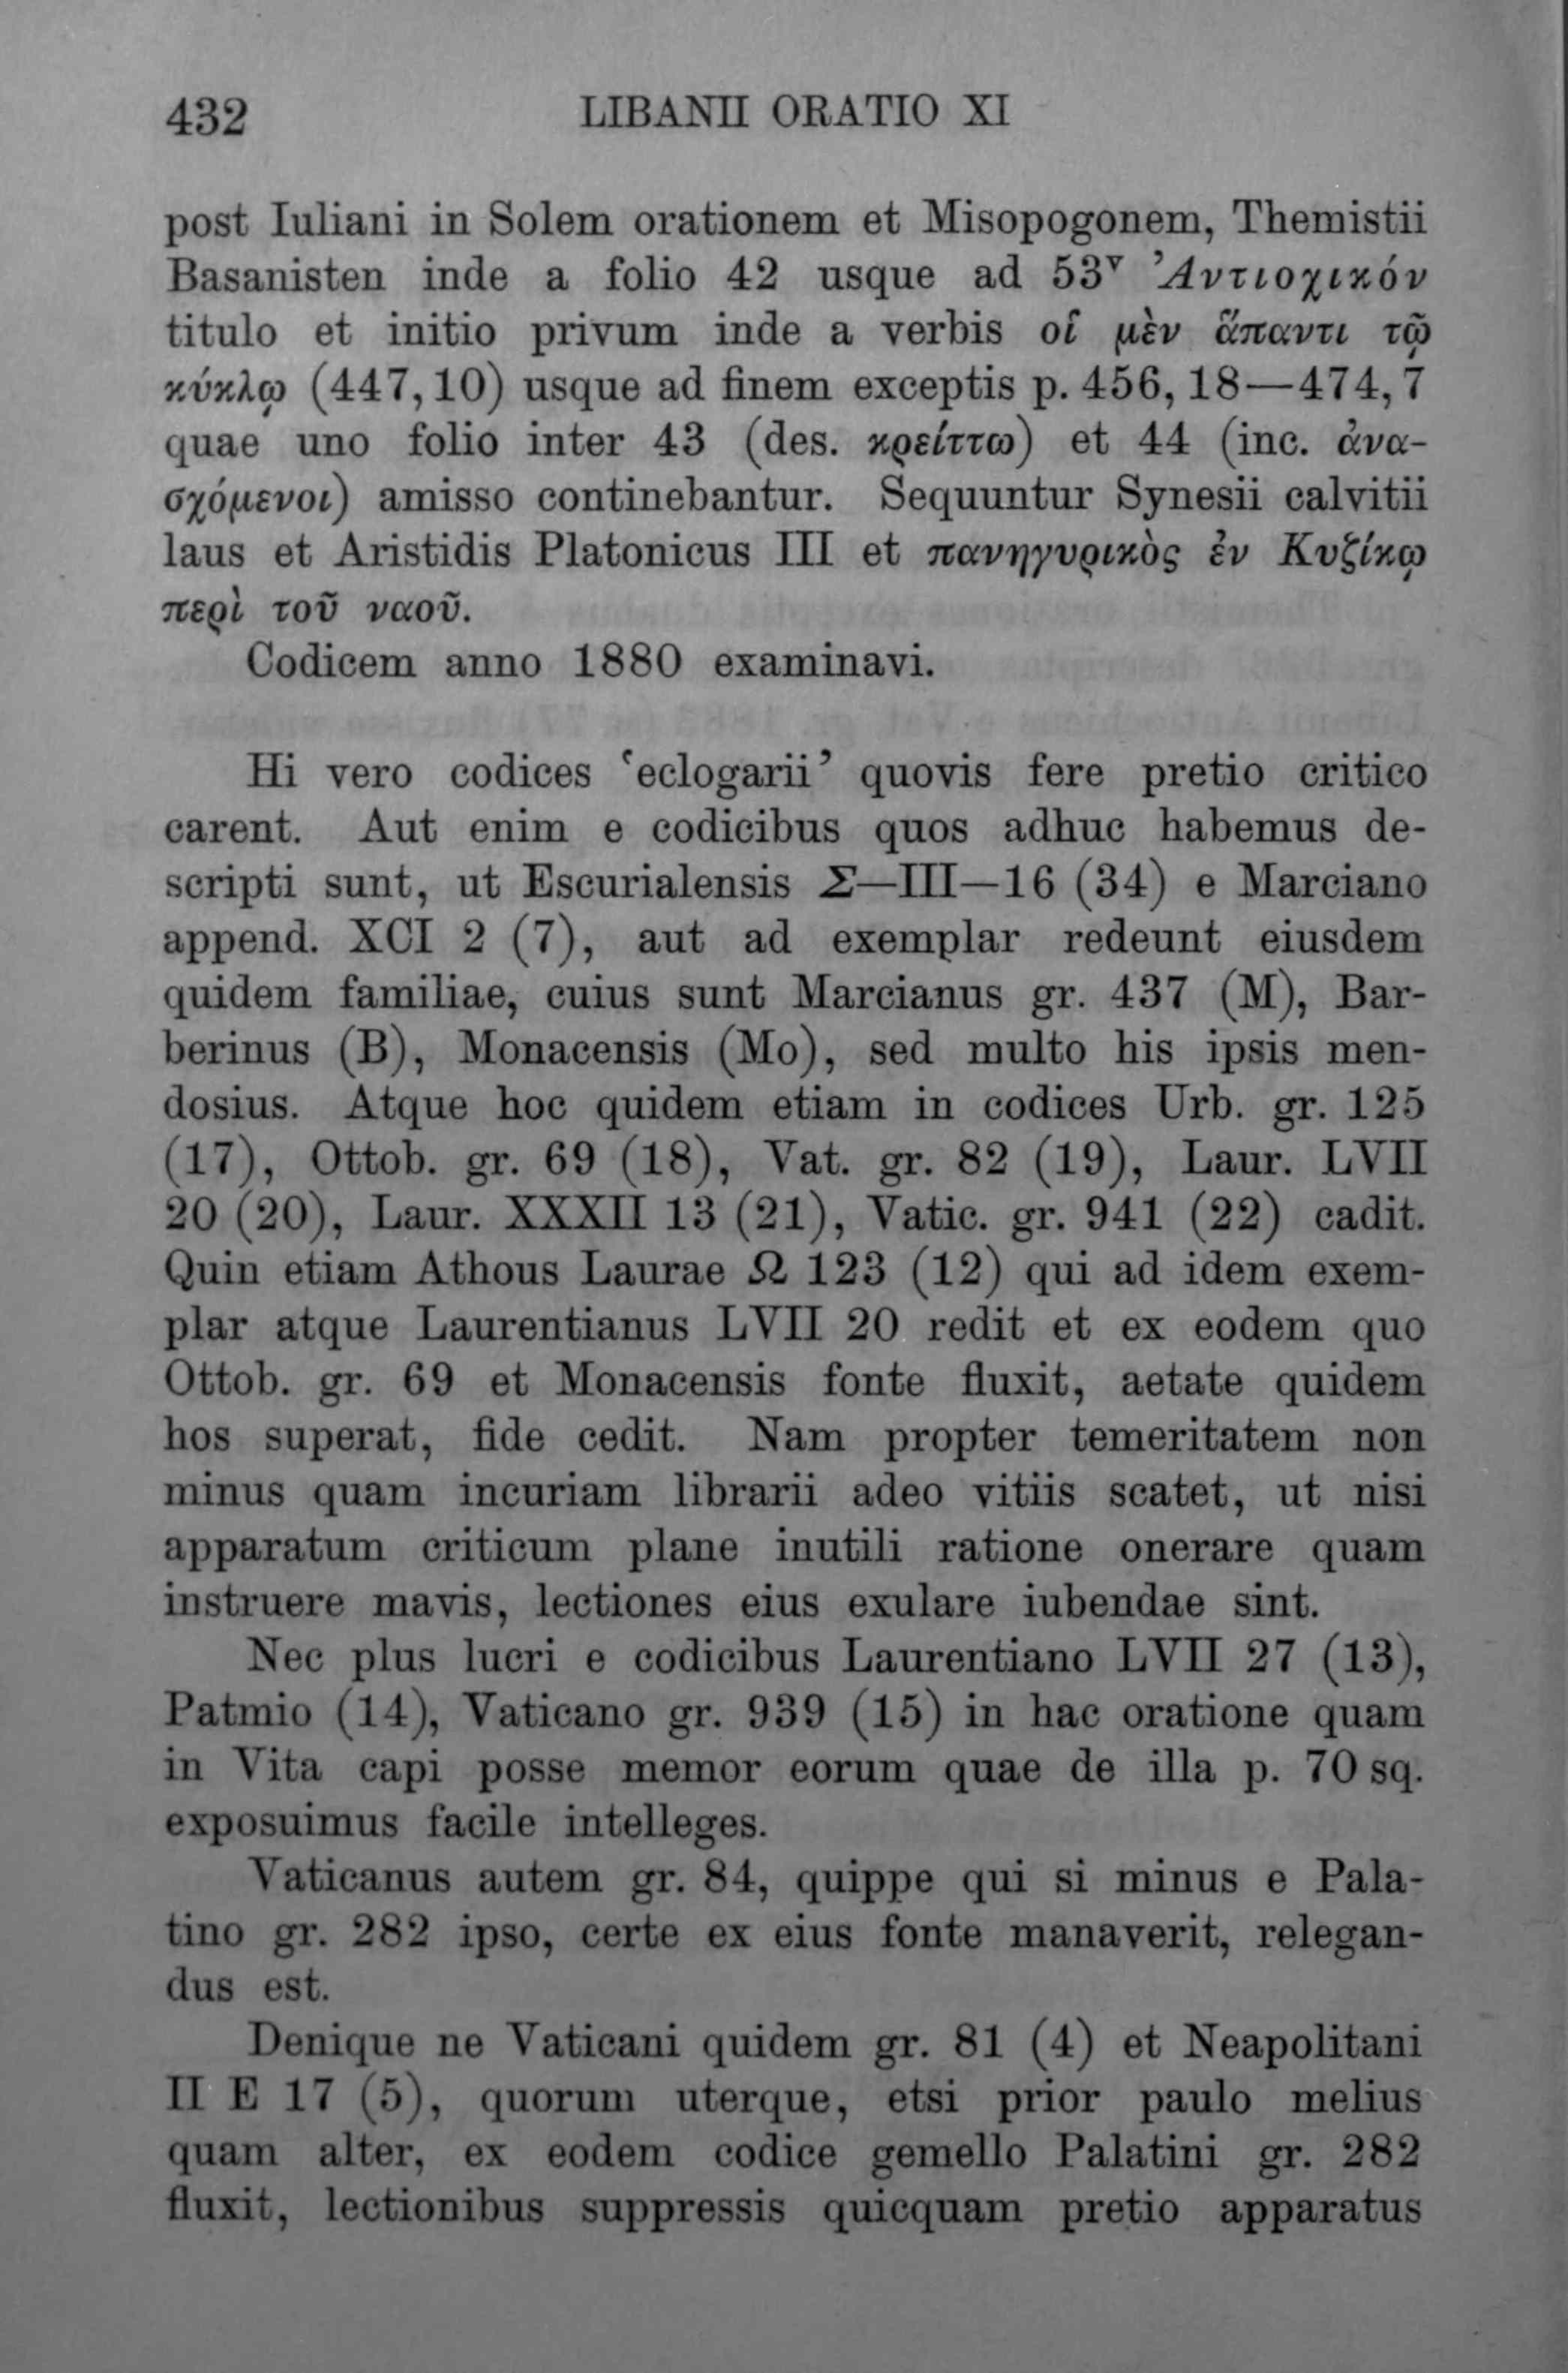 432 LIBANII ORATIO XI
post Iuliani in Solem orationem et Misopogonem, Themistii
Basanisten inde a folio 42 usque ad 53ᵛ Ἀντιοχικόν
titulo et initio privum inde a verbis οἱ μὲν ἅπαντι τῷ
κύκλῳ (447, 10) usque ad finem exceptis p. 456, 18—474, 7
quae uno folio inter 43 (des. κρείττω) et 44 (inc. ἀνα-
σχόμενοι) amisso continebantur. Sequuntur Synesii calvitii
laus et Aristidis Platonicus III et πανηγυρικὸς ἐν Κυζίκῳ
περὶ τοῦ ναοῦ.
Codicem anno 1880 examinavi.
Hi vero codices ‘eclogarii’ quovis fere pretio critico
carent. Aut enim e codicibus quos adhuc habemus de-
scripti sunt, ut Escurialensis Σ—III—16 (34) e Marciano
append. XCI 2 (7), aut ad exemplar redeunt eiusdem
quidem familiae, cuius sunt Marcianus gr. 437 (M), Bar-
berinus (B), Monacensis (Mo), sed multo his ipsis men-
dosius. Atque hoc quidem etiam in codices Urb. gr. 125
(17), Ottob. gr. 69 (18), Vat. gr. 82 (19), Laur. LVII
20 (20), Laur. XXXII 13 (21), Vatic. gr. 941 (22) cadit.
Quin etiam Athous Laurae Ω 123 (12) qui ad idem exem-
plar atque Laurentianus LVII 20 redit et ex eodem quo
Ottob. gr. 69 et Monacensis fonte fluxit, aetate quidem
hos superat, fide cedit. Nam propter temeritatem non
minus quam incuriam librarii adeo vitiis scatet, ut nisi
apparatum criticum plane inutili ratione onerare quam
instruere mavis, lectiones eius exulare iubendae sint.
Nec plus lucri e codicibus Laurentiano LVII 27 (13),
Patmio (14), Vaticano gr. 939 (15) in hac oratione quam
in Vita capi posse memor eorum quae de illa p. 70 sq.
exposuimus facile intelleges.
Vaticanus autem gr. 84, quippe qui si minus e Pala-
tino gr. 282 ipso, certe ex eius fonte manaverit, relegan-
dus est.
Denique ne Vaticani quidem gr. 81 (4) et Neapolitani
II E 17 (5), quorum uterque, etsi prior paulo melius
quam alter, ex eodem codice gemello Palatini gr. 282
fluxit, lectionibus suppressis quicquam pretio apparatus